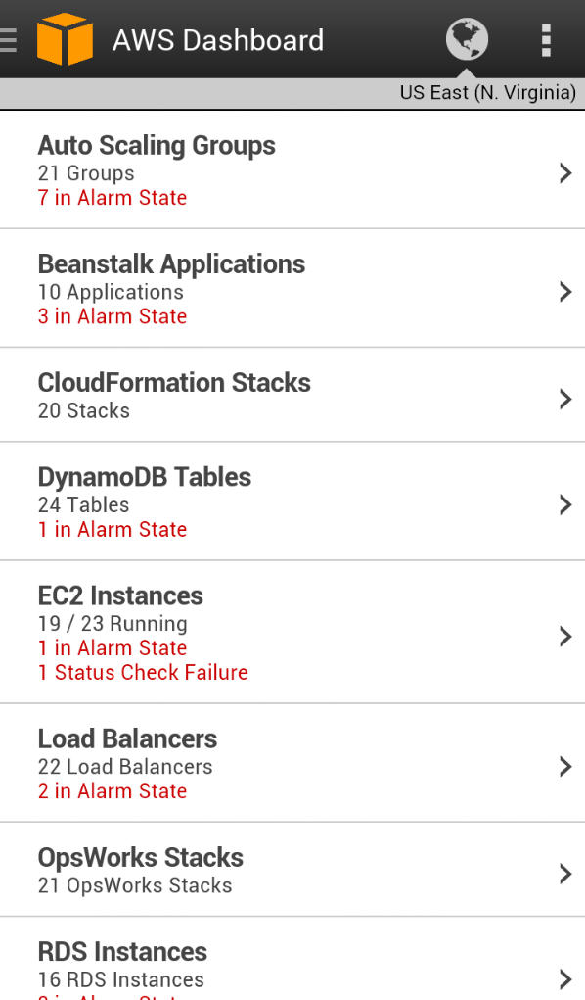 AWS Dashboard
US East (N. Virginia)
Auto Scaling Groups
21 Groups
7 in Alarm State
Beanstalk Applications
10 Applications
3 in Alarm State
CloudFormation Stacks
20 Stacks
DynamoDB Tables
24 Tables
1 in Alarm State
EC2 Instances
19 / 23 Running
1 in Alarm State
1 Status Check Failure
Load Balancers
22 Load Balancers
2 in Alarm State
OpsWorks Stacks
21 OpsWorks Stacks
RDS Instances
16 RDS Instances